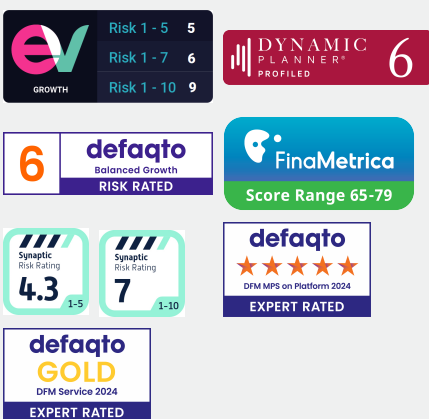 ev
GROWTH
Risk 1 - 5 5
Risk 1 - 7 6
Risk 1 - 10 9
DYNAMIC
PLANNER®
PROFILED
6
6
defaqto
Balanced Growth
RISK RATED
FinaMetrica
Score Range 65-79
Synaptic
Risk Rating
4.3
1-5
Synaptic
Risk Rating
7
1-10
defaqto
DFM MPS on Platform 2024
EXPERT RATED
defaqto
GOLD
DFM Service 2024
EXPERT RATED